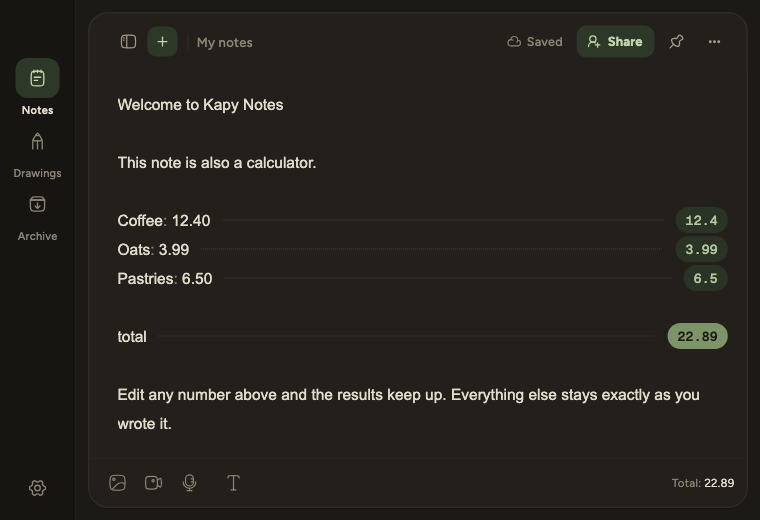 My notes
Saved
Share
Notes
Drawings
Archive
Welcome to Kapy Notes
This note is also a calculator.
Coffee: 12.40 12.4
Oats: 3.99 3.99
Pastries: 6.50 6.5
total 22.89
Edit any number above and the results keep up. Everything else stays exactly as you
wrote it.
Total: 22.89